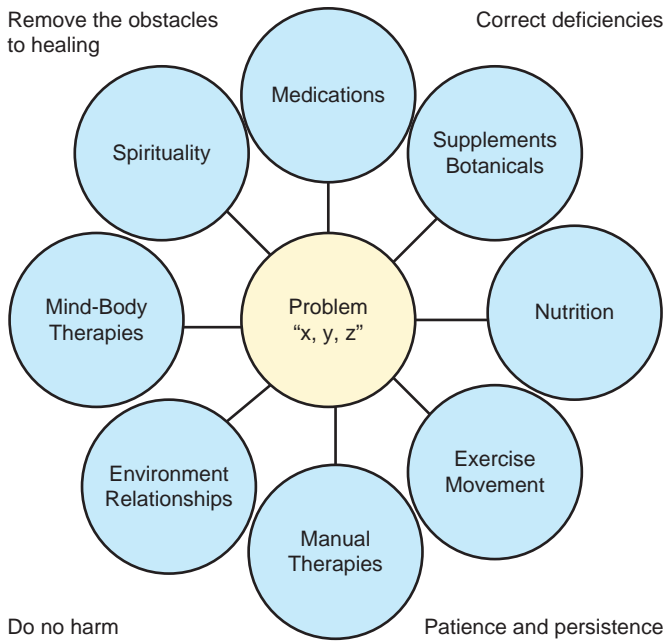 Remove the obstacles
to healing
Correct deficiencies
Medications
Spirituality
Supplements
Botanicals
Mind-Body
Therapies
Problem
“x, y, z”
Nutrition
Environment
Relationships
Exercise
Movement
Manual
Therapies
Do no harm
Patience and persistence